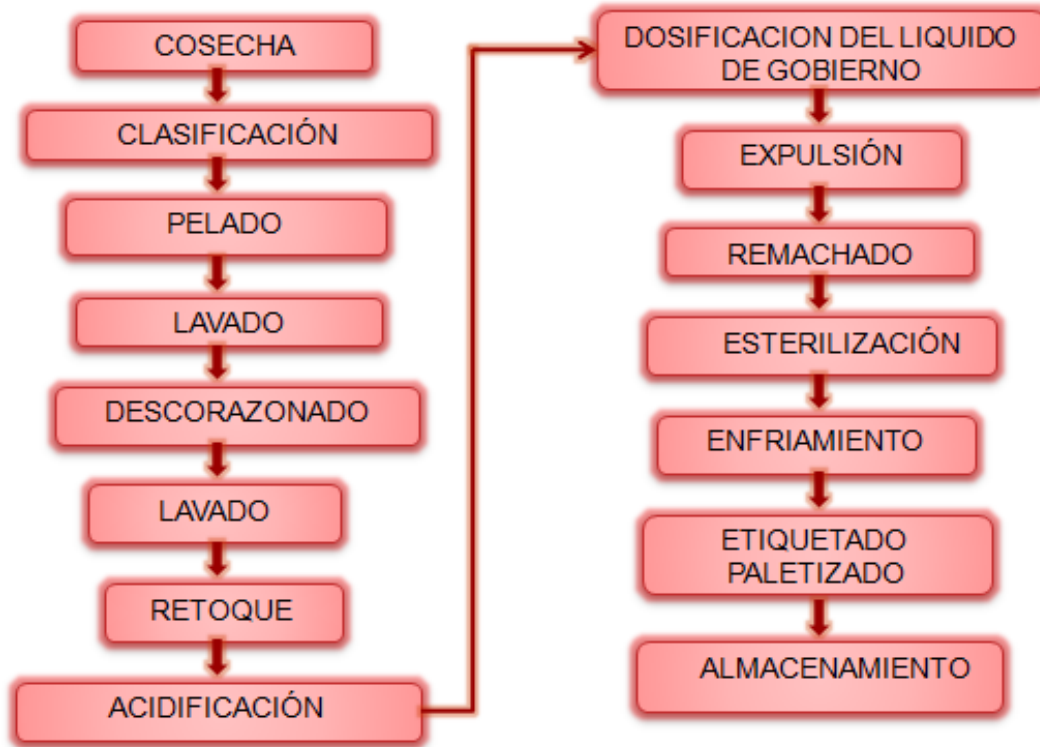 COSECHA
CLASIFICACIÓN
PELADO
LAVADO
DESCORAZONADO
LAVADO
RETOQUE
ACIDIFICACIÓN
DOSIFICACION DEL LIQUIDO
DE GOBIERNO
EXPULSIÓN
REMACHADO
ESTERILIZACIÓN
ENFRIAMIENTO
ETIQUETADO
PALETIZADO
ALMACENAMIENTO